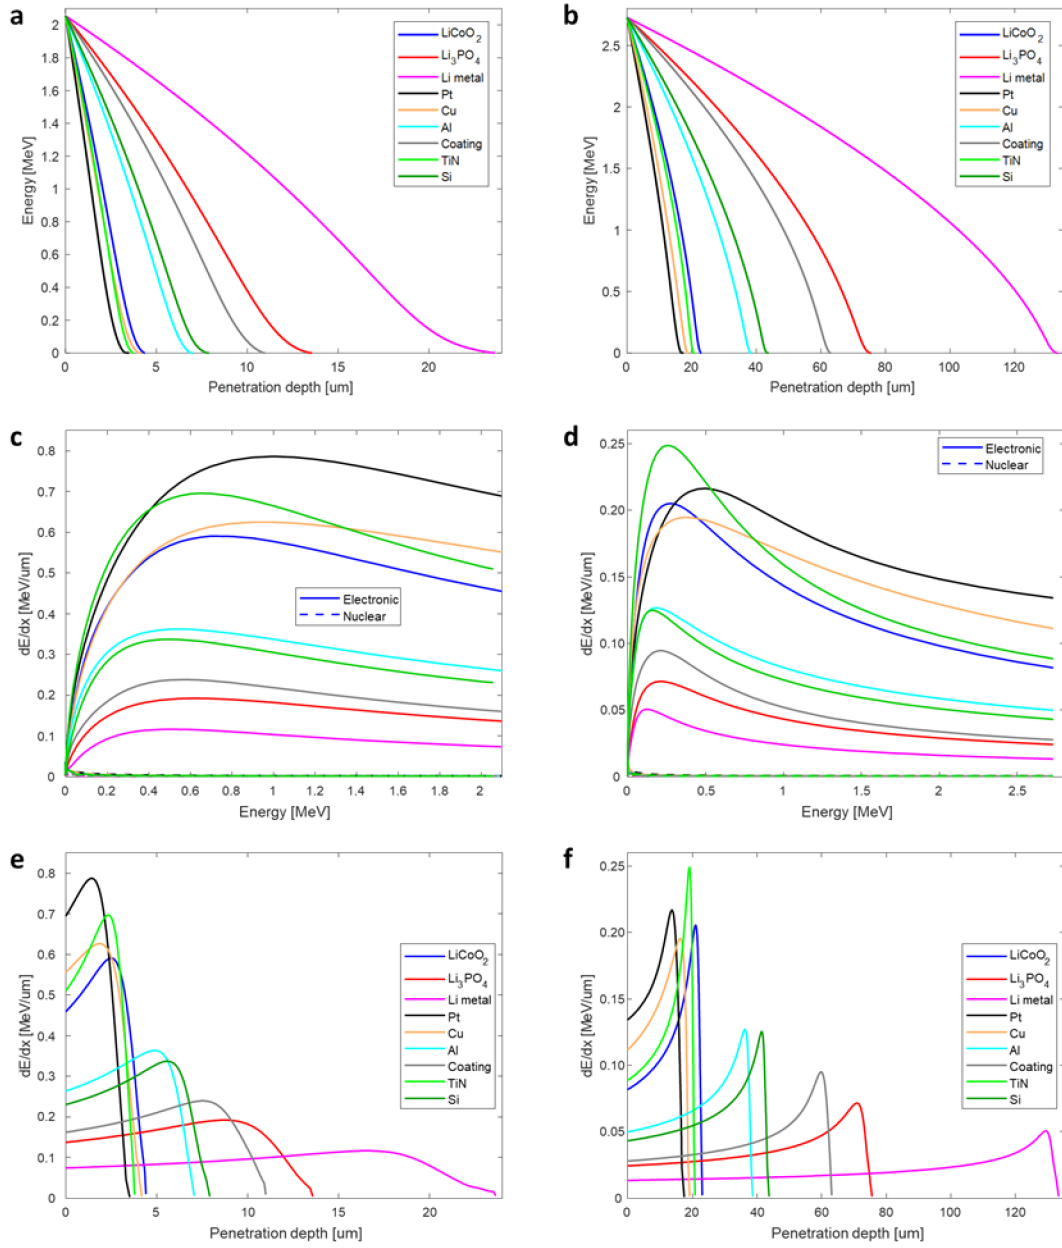 a
Energy [MeV]
2
1.8
1.6
1.4
1.2
1
0.8
0.6
0.4
0.2
0
0 5 10 15 20
Penetration depth [um]
LiCoO2
Li3PO4
Li metal
Pt
Cu
Al
Coating
TiN
Si
b
Energy [MeV]
2.5
2
1.5
1
0.5
0
0 20 40 60 80 100 120
Penetration depth [um]
LiCoO2
Li3PO4
Li metal
Pt
Cu
Al
Coating
TiN
Si
c
dE/dx [MeV/um]
0.8
0.7
0.6
0.5
0.4
0.3
0.2
0.1
0
0 0.2 0.4 0.6 0.8 1 1.2 1.4 1.6 1.8 2
Energy [MeV]
Electronic
Nuclear
d
dE/dx [MeV/um]
0.25
0.20
0.15
0.10
0.05
0
0 0.5 1 1.5 2 2.5
Energy [MeV]
Electronic
Nuclear
e
dE/dx [MeV/um]
0.8
0.7
0.6
0.5
0.4
0.3
0.2
0.1
0
0 5 10 15 20
Penetration depth [um]
LiCoO2
Li3PO4
Li metal
Pt
Cu
Al
Coating
TiN
Si
f
dE/dx [MeV/um]
0.25
0.20
0.15
0.10
0.05
0
0 20 40 60 80 100 120
Penetration depth [um]
LiCoO2
Li3PO4
Li metal
Pt
Cu
Al
Coating
TiN
Si